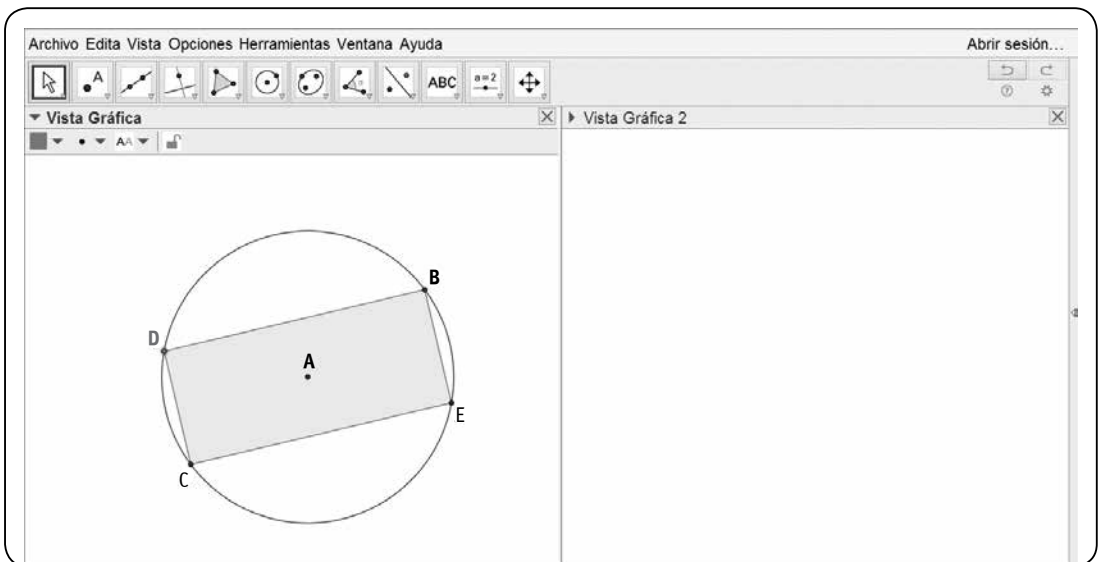 Archivo Edita Vista Opciones Herramientas Ventana Ayuda
Abrir sesión...
A
ABC
a=2
Vista Gráfica
Vista Gráfica 2
AA
B
D
A
E
C